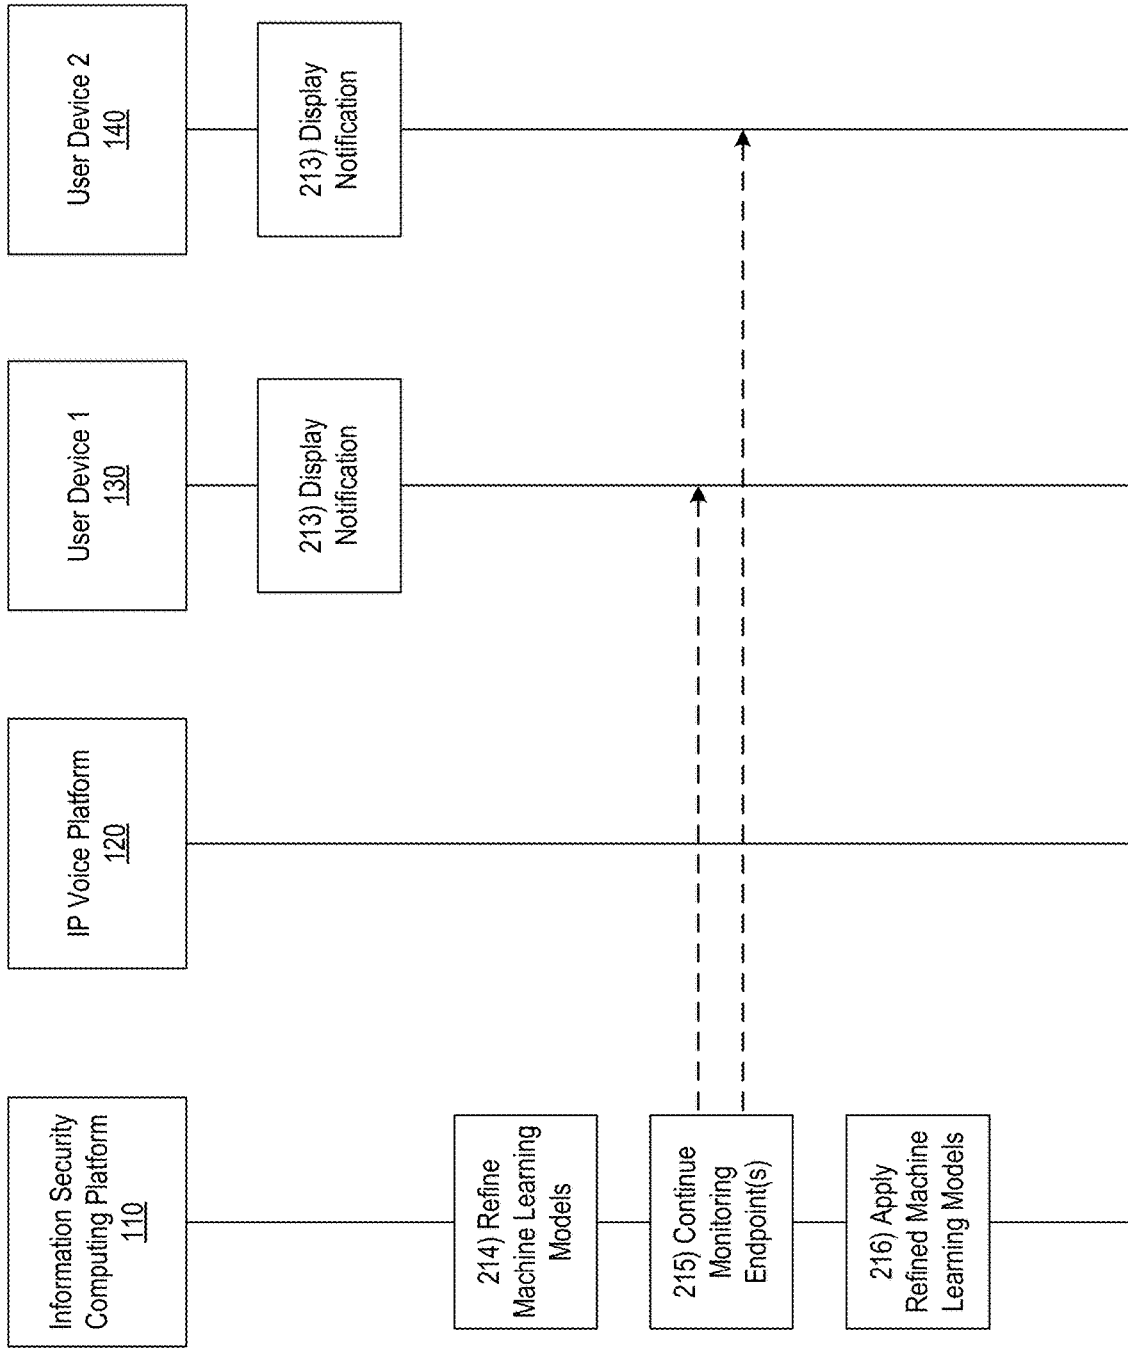 Information Security
Computing Platform
110
IP Voice Platform
120
User Device 1
130
User Device 2
140
213) Display
Notification
213) Display
Notification
214) Refine
Machine Learning
Models
215) Continue
Monitoring
Endpoint(s)
216) Apply
Refined Machine
Learning Models